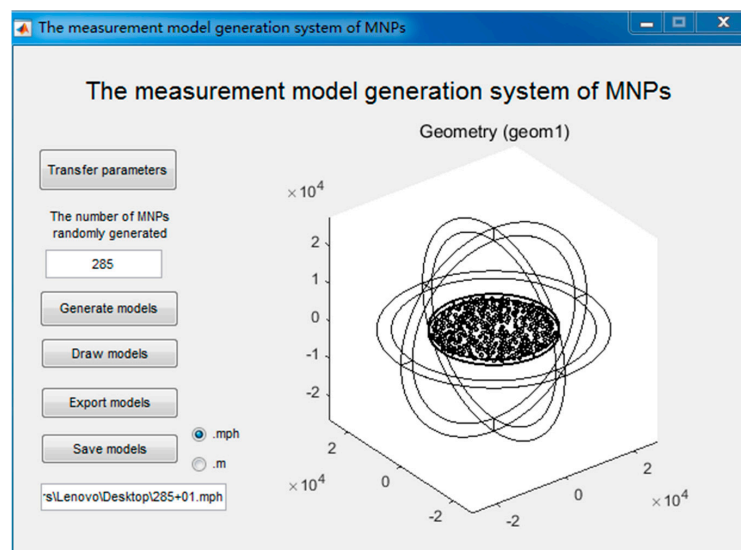 The measurement model generation system of MNPs
The measurement model generation system of MNPs
Transfer parameters
The number of MNPs
randomly generated
285
Generate models
Draw models
Export models
Save models
.mph
.m
s\Lenovo\Desktop\285+01.mph
Geometry (geom1)
×10⁴
2
1
0
-1
-2
2
0
-2
×10⁴
-2
0
2
×10⁴